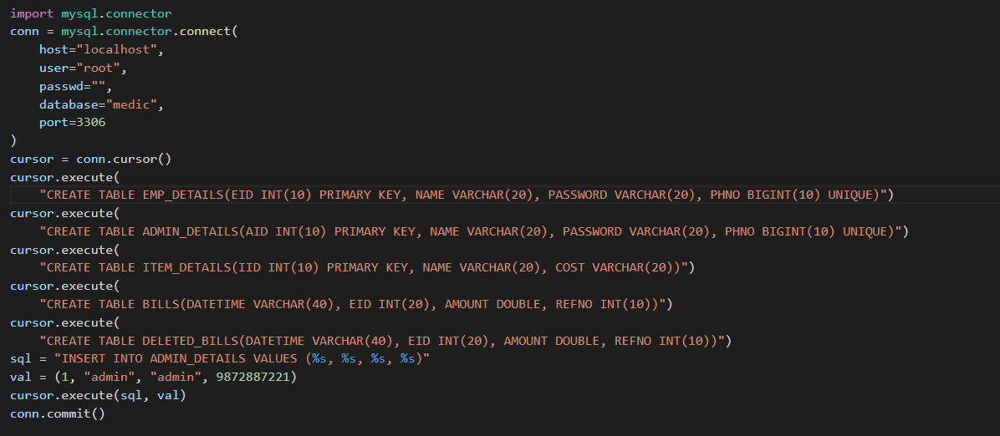 import mysql.connector
conn = mysql.connector.connect(
    host="localhost",
    user="root",
    passwd="",
    database="medic",
    port=3306
)
cursor = conn.cursor()
cursor.execute(
    "CREATE TABLE EMP_DETAILS(EID INT(10) PRIMARY KEY, NAME VARCHAR(20), PASSWORD VARCHAR(20), PHNO BIGINT(10) UNIQUE)")
cursor.execute(
    "CREATE TABLE ADMIN_DETAILS(AID INT(10) PRIMARY KEY, NAME VARCHAR(20), PASSWORD VARCHAR(20), PHNO BIGINT(10) UNIQUE)")
cursor.execute(
    "CREATE TABLE ITEM_DETAILS(IID INT(10) PRIMARY KEY, NAME VARCHAR(20), COST VARCHAR(20))")
cursor.execute(
    "CREATE TABLE BILLS(DATETIME VARCHAR(40), EID INT(20), AMOUNT DOUBLE, REFNO INT(10))")
cursor.execute(
    "CREATE TABLE DELETED_BILLS(DATETIME VARCHAR(40), EID INT(20), AMOUNT DOUBLE, REFNO INT(10))")
sql = "INSERT INTO ADMIN_DETAILS VALUES (%s, %s, %s, %s)"
val = (1, "admin", "admin", 9872887221)
cursor.execute(sql, val)
conn.commit()